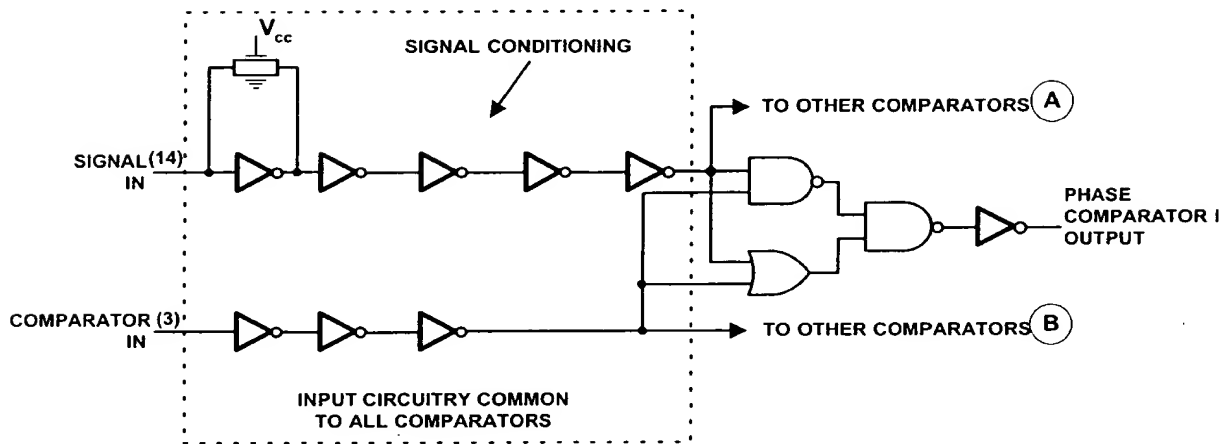 Vcc
SIGNAL CONDITIONING
TO OTHER COMPARATORS A
SIGNAL (14)
IN
PHASE
COMPARATOR I
OUTPUT
COMPARATOR (3)
IN
TO OTHER COMPARATORS B
INPUT CIRCUITRY COMMON
TO ALL COMPARATORS